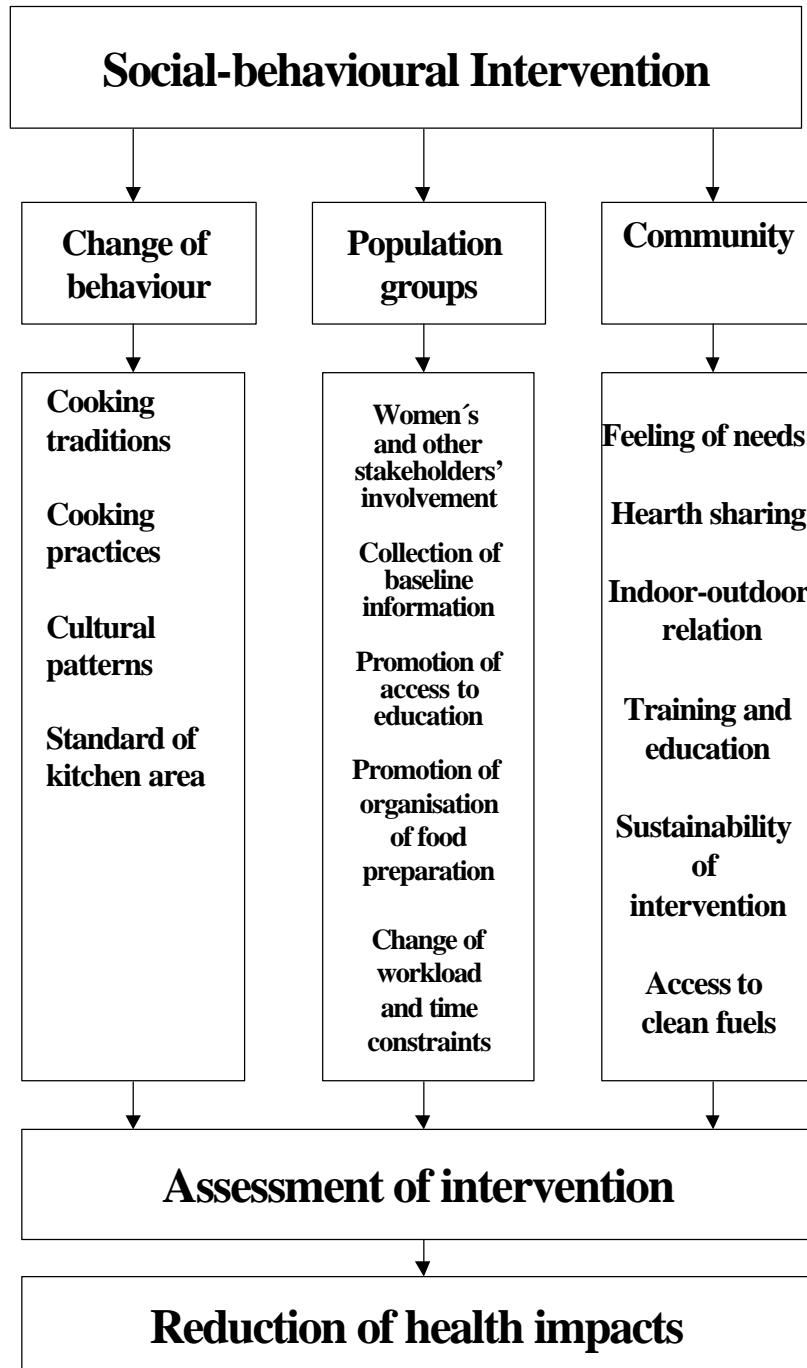 Social-behavioural Intervention
Change of
behaviour
Population
groups
Community
Cooking
traditions
Cooking
practices
Cultural
patterns
Standard of
kitchen area
Women´s
and other
stakeholders’
involvement
Collection of
baseline
information
Promotion of
access to
education
Promotion of
organisation
of food
preparation
Change of
workload
and time
constraints
Feeling of needs
Hearth sharing
Indoor-outdoor
relation
Training and
education
Sustainability
of
intervention
Access to
clean fuels
Assessment of intervention
Reduction of health impacts